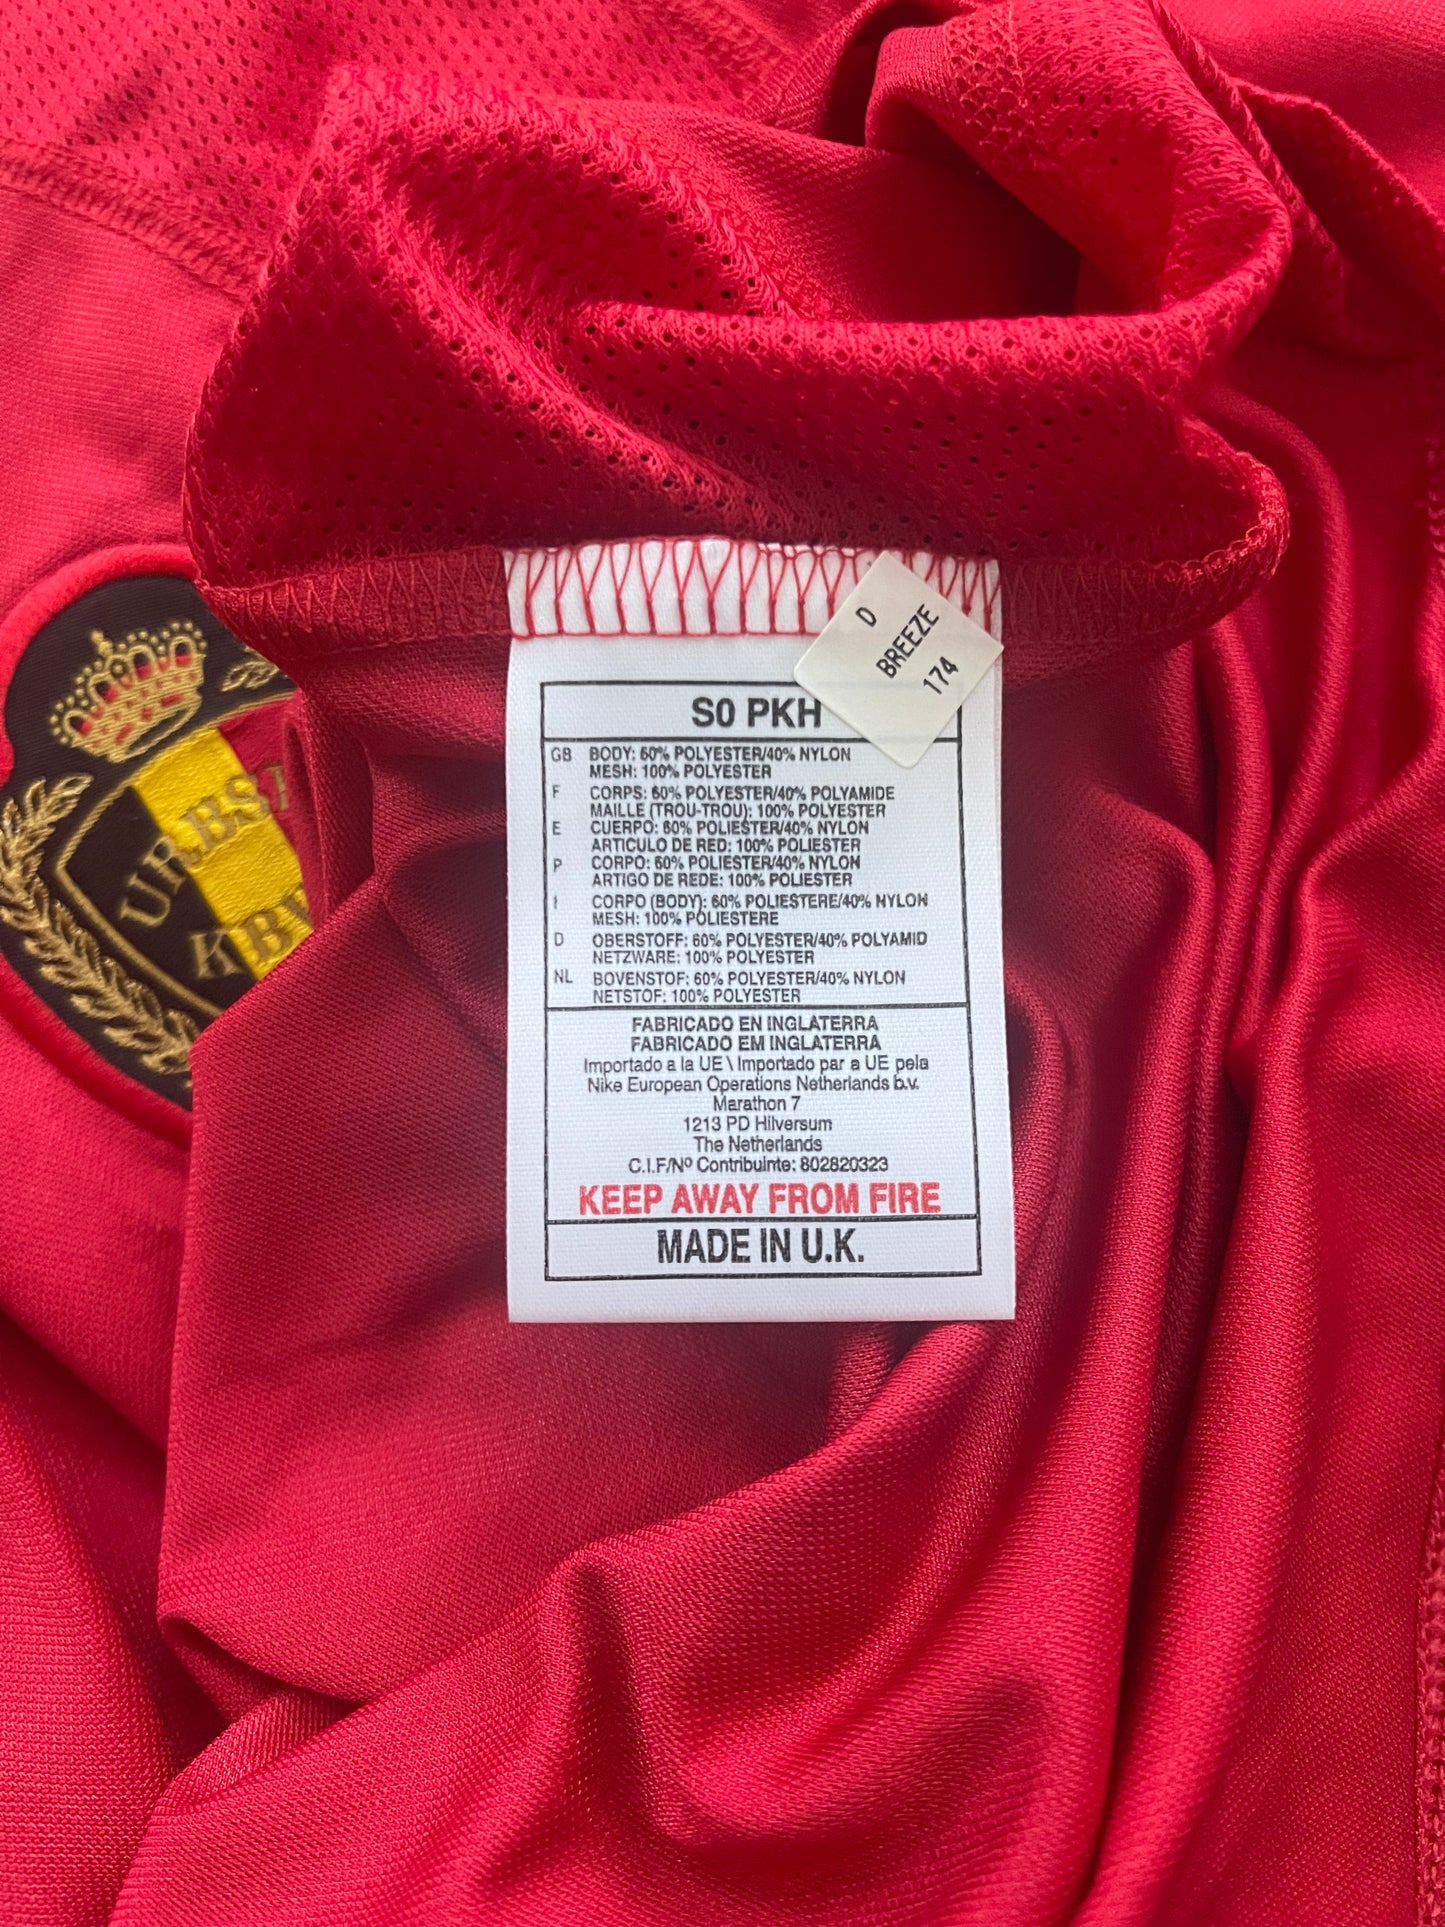 D
BREEZE
174
S0 PKH
GB BODY: 60% POLYESTER/40% NYLON
MESH: 100% POLYESTER
F CORPS: 60% POLYESTER/40% POLYAMIDE
MAILLE (TROU-TROU): 100% POLYESTER
E CUERPO: 60% POLIESTER/40% NYLON
ARTICULO DE RED: 100% POLIESTER
P CORPO: 60% POLIESTER/40% NYLON
ARTIGO DE REDE: 100% POLIESTER
I CORPO (BODY): 60% POLIESTERE/40% NYLON
MESH: 100% POLIESTERE
D OBERSTOFF: 60% POLYESTER/40% POLYAMID
NETZWARE: 100% POLYESTER
NL BOVENSTOF: 60% POLYESTER/40% NYLON
NETSTOF: 100% POLYESTER
FABRICADO EN INGLATERRA
FABRICADO EM INGLATERRA
Importado a la UE \ Importado par a UE pela
Nike European Operations Netherlands b.v.
Marathon 7
1213 PD Hilversum
The Netherlands
C.I.F/Nº Contribuinte: 802820323
KEEP AWAY FROM FIRE
MADE IN U.K.
URBSF
KBV